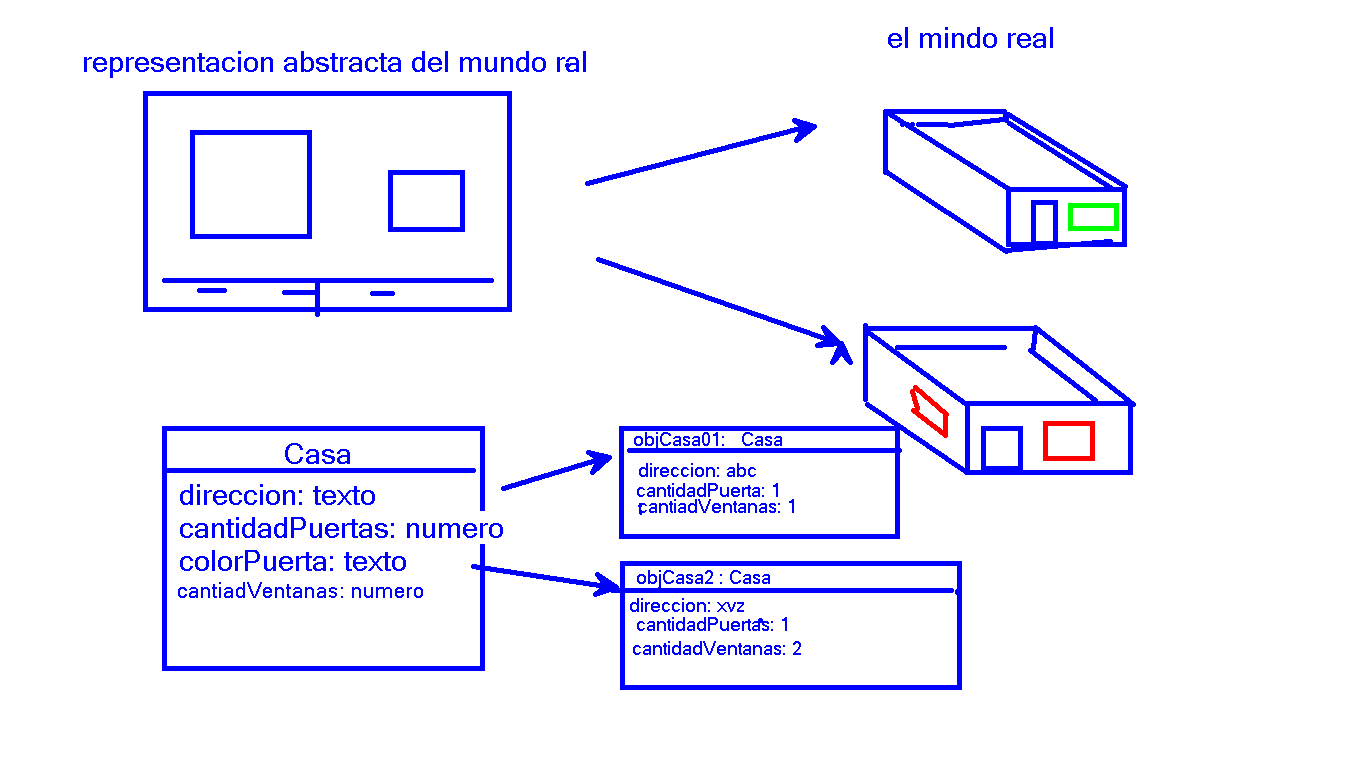 representacion abstracta del mundo ral
el mindo real
Casa
direccion: texto
cantidadPuertas: numero
colorPuerta: texto
cantiadVentanas: numero
objCasa01: Casa
direccion: abc
cantidadPuerta: 1
cantiadVentanas: 1
objCasa2 : Casa
direccion: xvz
cantidadPuertas: 1
cantidadVentanas: 2